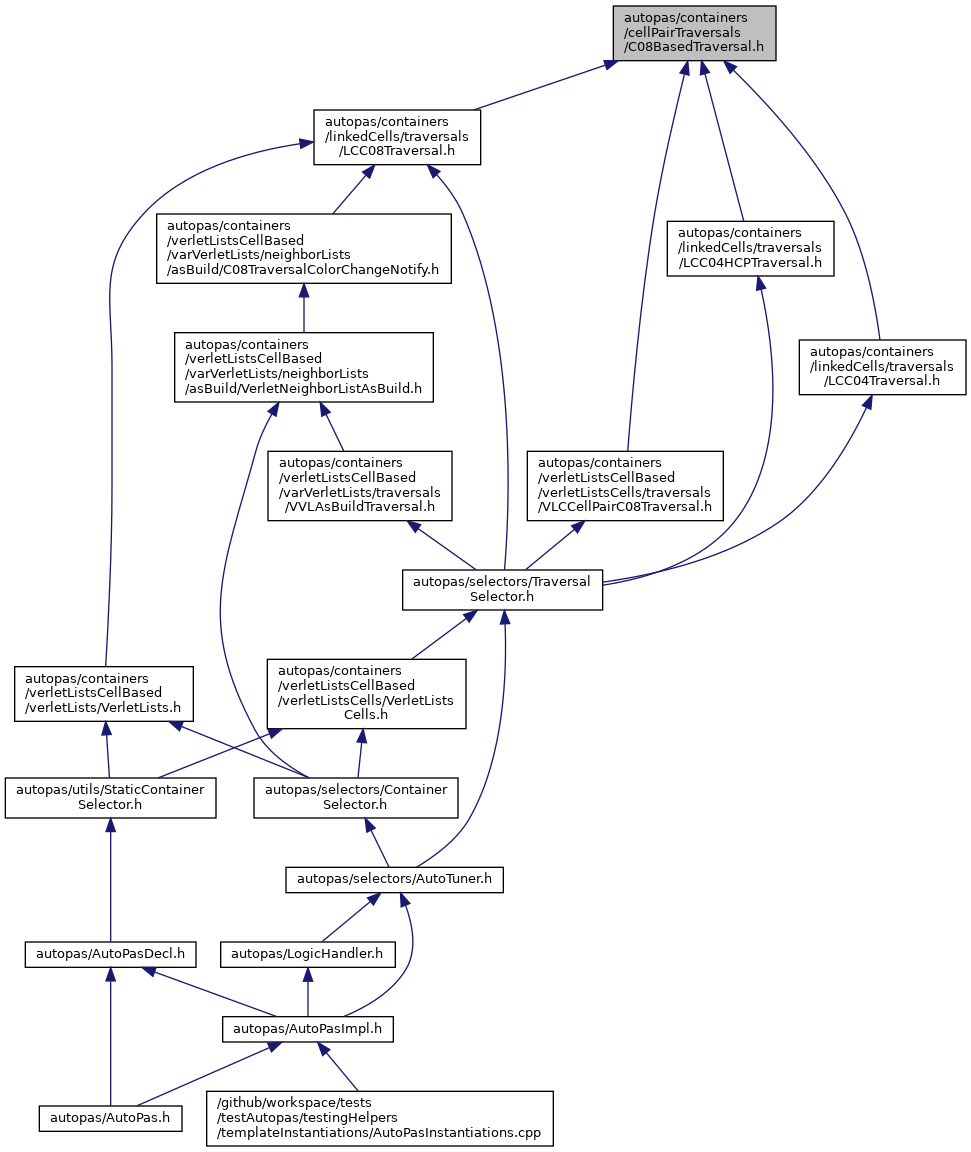 autopas/containers
/cellPairTraversals
/C08BasedTraversal.h
autopas/containers
/linkedCells/traversals
/LCC08Traversal.h
autopas/containers
/verletListsCellBased
/varVerletLists/neighborLists
/asBuild/C08TraversalColorChangeNotify.h
autopas/containers
/linkedCells/traversals
/LCC04HCPTraversal.h
autopas/containers
/verletListsCellBased
/varVerletLists/neighborLists
/asBuild/VerletNeighborListAsBuild.h
autopas/containers
/linkedCells/traversals
/LCC04Traversal.h
autopas/containers
/verletListsCellBased
/varVerletLists/traversals
/VVLAsBuildTraversal.h
autopas/containers
/verletListsCellBased
/verletListsCells/traversals
/VLCCellPairC08Traversal.h
autopas/selectors/Traversal
Selector.h
autopas/containers
/verletListsCellBased
/verletLists/VerletLists.h
autopas/containers
/verletListsCellBased
/verletListsCells/VerletLists
Cells.h
autopas/utils/StaticContainer
Selector.h
autopas/selectors/Container
Selector.h
autopas/selectors/AutoTuner.h
autopas/AutoPasDecl.h
autopas/LogicHandler.h
autopas/AutoPasImpl.h
autopas/AutoPas.h
/github/workspace/tests
/testAutopas/testingHelpers
/templateInstantiations/AutoPasInstantiations.cpp